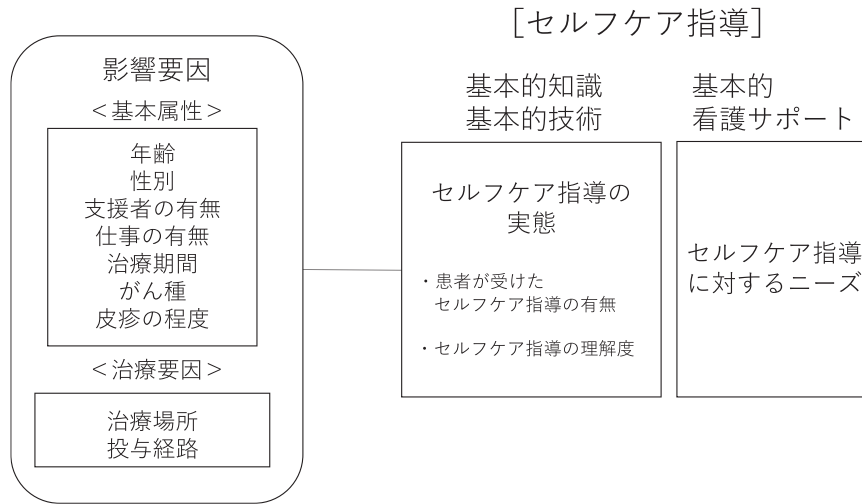 [セルフケア指導]
影響要因
＜基本属性＞
年齢
性別
支援者の有無
仕事の有無
治療期間
がん種
皮疹の程度
＜治療要因＞
治療場所
投与経路
基本的知識
基本的技術
セルフケア指導の
実態
・患者が受けた
セルフケア指導の有無
・セルフケア指導の理解度
基本的
看護サポート
セルフケア指導
に対するニーズ